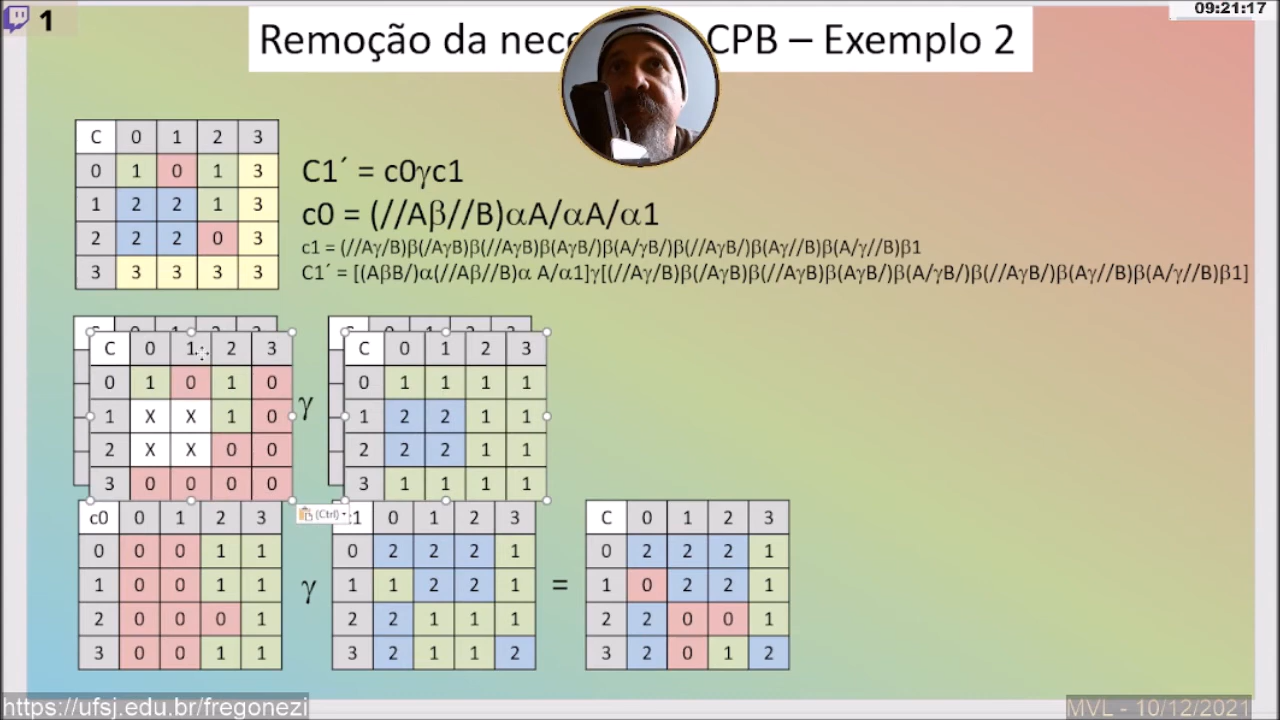 1
09:21:17
Remoção da nece CPB – Exemplo 2
C 0 1 2 3
0 1 0 1 3
1 2 2 1 3
2 2 2 0 3
3 3 3 3 3
C1´ = c0γc1
c0 = (//Aβ//B)αA/αA/α1
c1 = (//Aγ/B)β(/AγB)β(//AγB)β(AγB/)β(A/γB/)β(//AγB/)β(Aγ//B)β(A/γ//B)β1
C1´ = [(AβB/)α(//Aβ//B)α A/α1]γ[(//Aγ/B)β(/AγB)β(//AγB)β(AγB/)β(A/γB/)β(//AγB/)β(Aγ//B)β(A/γ//B)β1]
C 0 1 2 3
0 1 0 1 0
1 X X 1 0
2 X X 0 0
3 0 0 0 0
γ
C 0 1 2 3
0 1 1 1 1
1 2 2 1 1
2 2 2 1 1
3 1 1 1 1
(Ctrl)
c0 0 1 2 3
0 0 0 1 1
1 0 0 1 1
2 0 0 0 1
3 0 0 1 1
γ
1 0 1 2 3
0 2 2 2 1
1 1 2 2 1
2 2 1 1 1
3 2 1 1 2
=
C 0 1 2 3
0 2 2 2 1
1 0 2 2 1
2 2 0 0 1
3 2 0 1 2
https://ufsj.edu.br/fregonezi
MVL - 10/12/2021